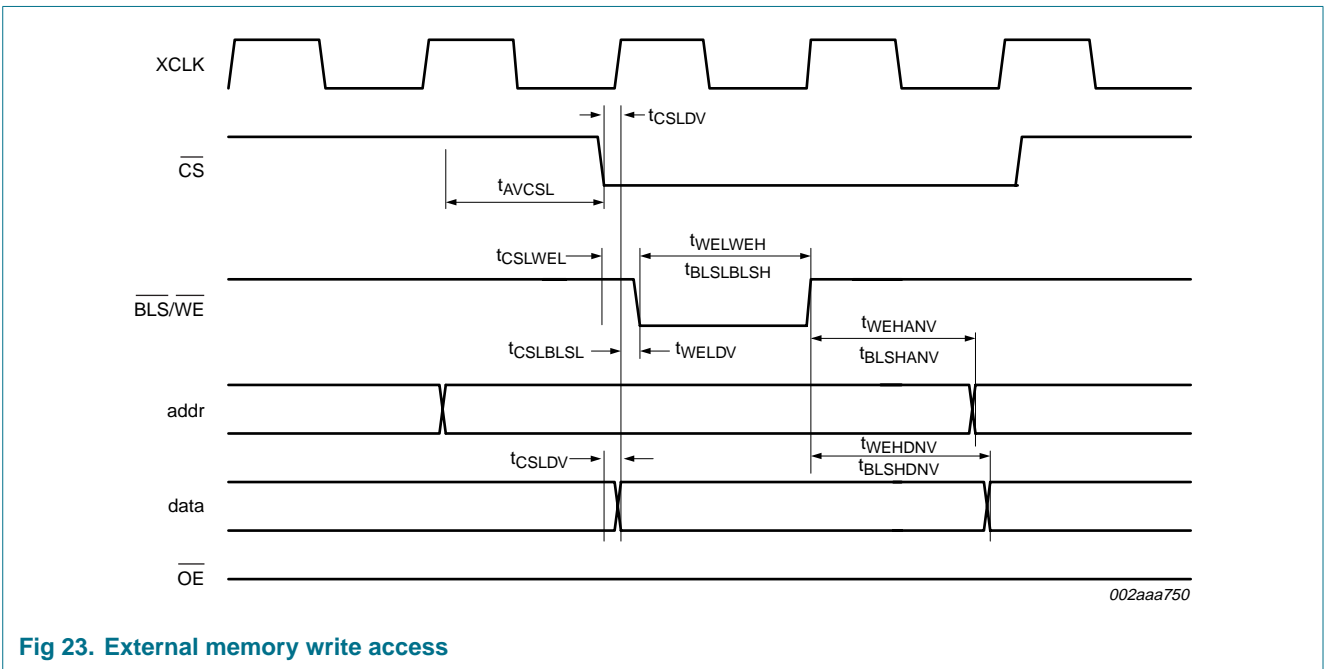 XCLK
tCSLDV
CS
tAVCSL
tCSLWEL
tWELWEH
tBLSLBLSH
BLS/WE
tCSLBLSL
tWELDV
tWEHANV
tBLSHANV
addr
tCSLDV
tWEHDNV
tBLSHDNV
data
OE
002aaa750
Fig 23. External memory write access